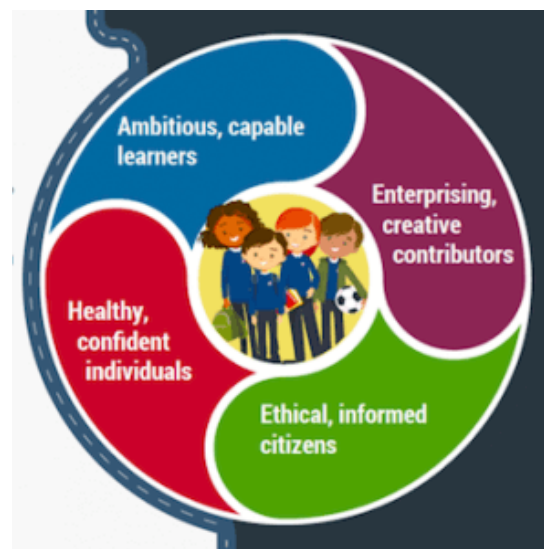 Ambitious, capable
learners
Enterprising,
creative
contributors
Healthy,
confident
individuals
Ethical, informed
citizens